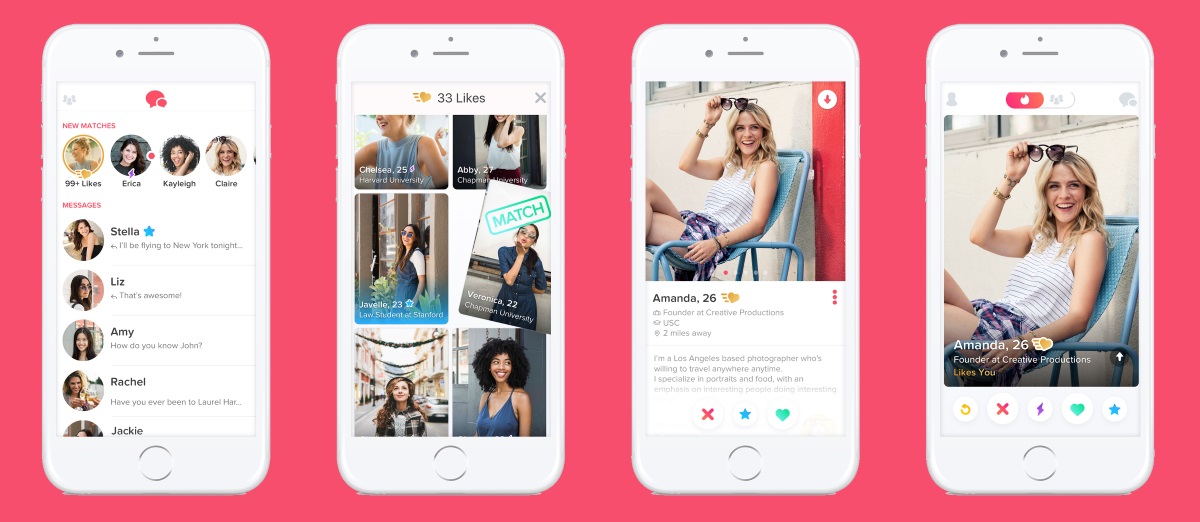 NEW MATCHES
99+ Likes
Erica
Kayleigh
Claire
MESSAGES
Stella
I'll be flying to New York tonight...
Liz
That's awesome!
Amy
How do you know John?
Rachel
Have you ever been to Laurel Har...
Jackie
33 Likes
Chelsea, 25
Harvard University
Abby, 27
Chapman University
Javelle, 23
Law Student at Stanford
MATCH
Veronica, 22
Chapman University
Amanda, 26
Founder at Creative Productions
USC
2 miles away
I'm a Los Angeles based photographer who's
willing to travel anywhere anytime.
I specialize in portraits and food, with an
emphasis on interesting people doing interesting
Amanda, 26
Founder at Creative Productions
Likes You